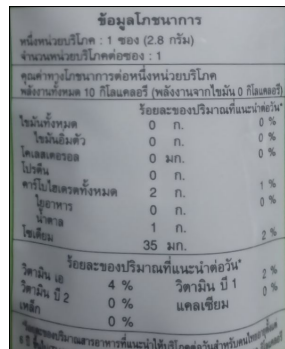 ข้อมูลโภชนาการ
หนึ่งหน่วยบริโภค : 1 ซอง (2.8 กรัม)
จำนวนหน่วยบริโภคต่อซอง : 1
คุณค่าทางโภชนาการต่อหนึ่งหน่วยบริโภค
พลังงานทั้งหมด 10 กิโลแคลอรี (พลังงานจากไขมัน 0 กิโลแคลอรี)
ร้อยละของปริมาณที่แนะนำต่อวัน*
ไขมันทั้งหมด 0 ก. 0 %
ไขมันอิ่มตัว 0 ก. 0 %
โคเลสเตอรอล 0 มก. 0 %
โปรตีน 0 ก.
คาร์โบไฮเดรตทั้งหมด 2 ก. 1 %
ใยอาหาร 0 ก. 0 %
น้ำตาล 1 ก.
โซเดียม 35 มก. 2 %
ร้อยละของปริมาณที่แนะนำต่อวัน*
วิตามิน เอ 4 % วิตามิน บี 1 2 %
วิตามิน บี 2 0 % แคลเซียม 0 %
เหล็ก 0 %